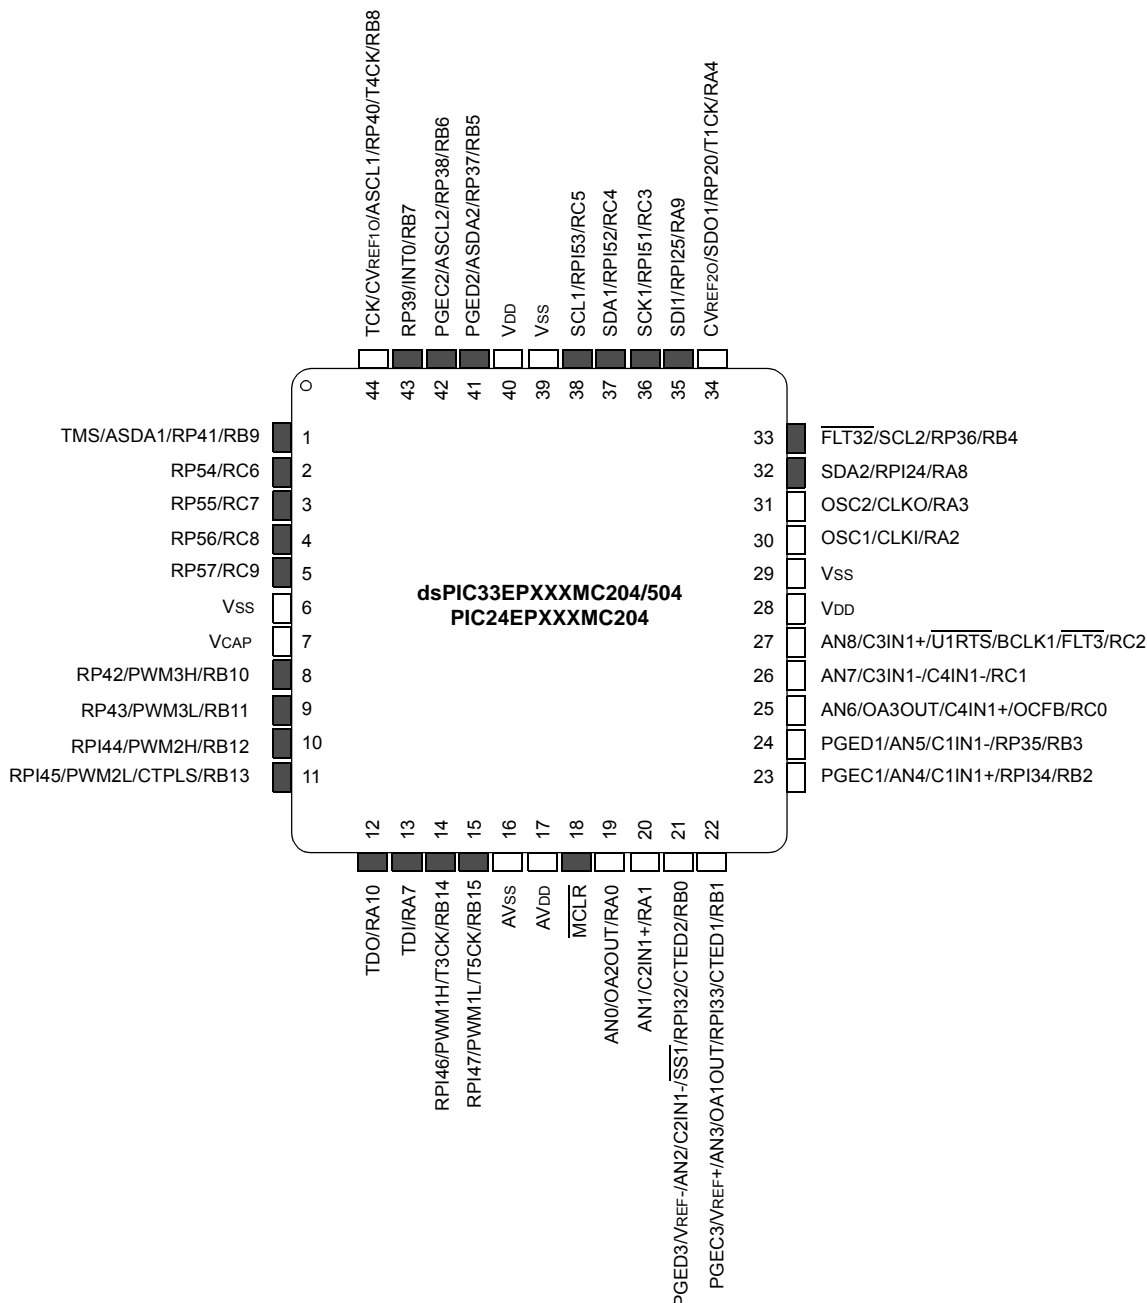 TCK/CVREF1O/ASCL1/RP40/T4CK/RB8
RP39/INT0/RB7
PGEC2/ASCL2/RP38/RB6
PGED2/ASDA2/RP37/RB5
VDD
VSS
SCL1/RPI53/RC5
SDA1/RPI52/RC4
SCK1/RPI51/RC3
SDI1/RPI25/RA9
CVREF2O/SDO1/RP20/T1CK/RA4
44
43
42
41
40
39
38
37
36
35
34
TMS/ASDA1/RP41/RB9 1
RP54/RC6 2
RP55/RC7 3
RP56/RC8 4
RP57/RC9 5
VSS 6
VCAP 7
RP42/PWM3H/RB10 8
RP43/PWM3L/RB11 9
RPI44/PWM2H/RB12 10
RPI45/PWM2L/CTPLS/RB13 11
dsPIC33EPXXXMC204/504
PIC24EPXXXMC204
33 FLT32/SCL2/RP36/RB4
32 SDA2/RPI24/RA8
31 OSC2/CLKO/RA3
30 OSC1/CLKI/RA2
29 VSS
28 VDD
27 AN8/C3IN1+/U1RTS/BCLK1/FLT3/RC2
26 AN7/C3IN1-/C4IN1-/RC1
25 AN6/OA3OUT/C4IN1+/OCFB/RC0
24 PGED1/AN5/C1IN1-/RP35/RB3
23 PGEC1/AN4/C1IN1+/RPI34/RB2
12
13
14
15
16
17
18
19
20
21
22
TDO/RA10
TDI/RA7
RPI46/PWM1H/T3CK/RB14
RPI47/PWM1L/T5CK/RB15
AVSS
AVDD
MCLR
AN0/OA2OUT/RA0
AN1/C2IN1+/RA1
PGED3/VREF-/AN2/C2IN1-/SS1/RPI32/CTED2/RB0
PGEC3/VREF+/AN3/OA1OUT/RPI33/CTED1/RB1